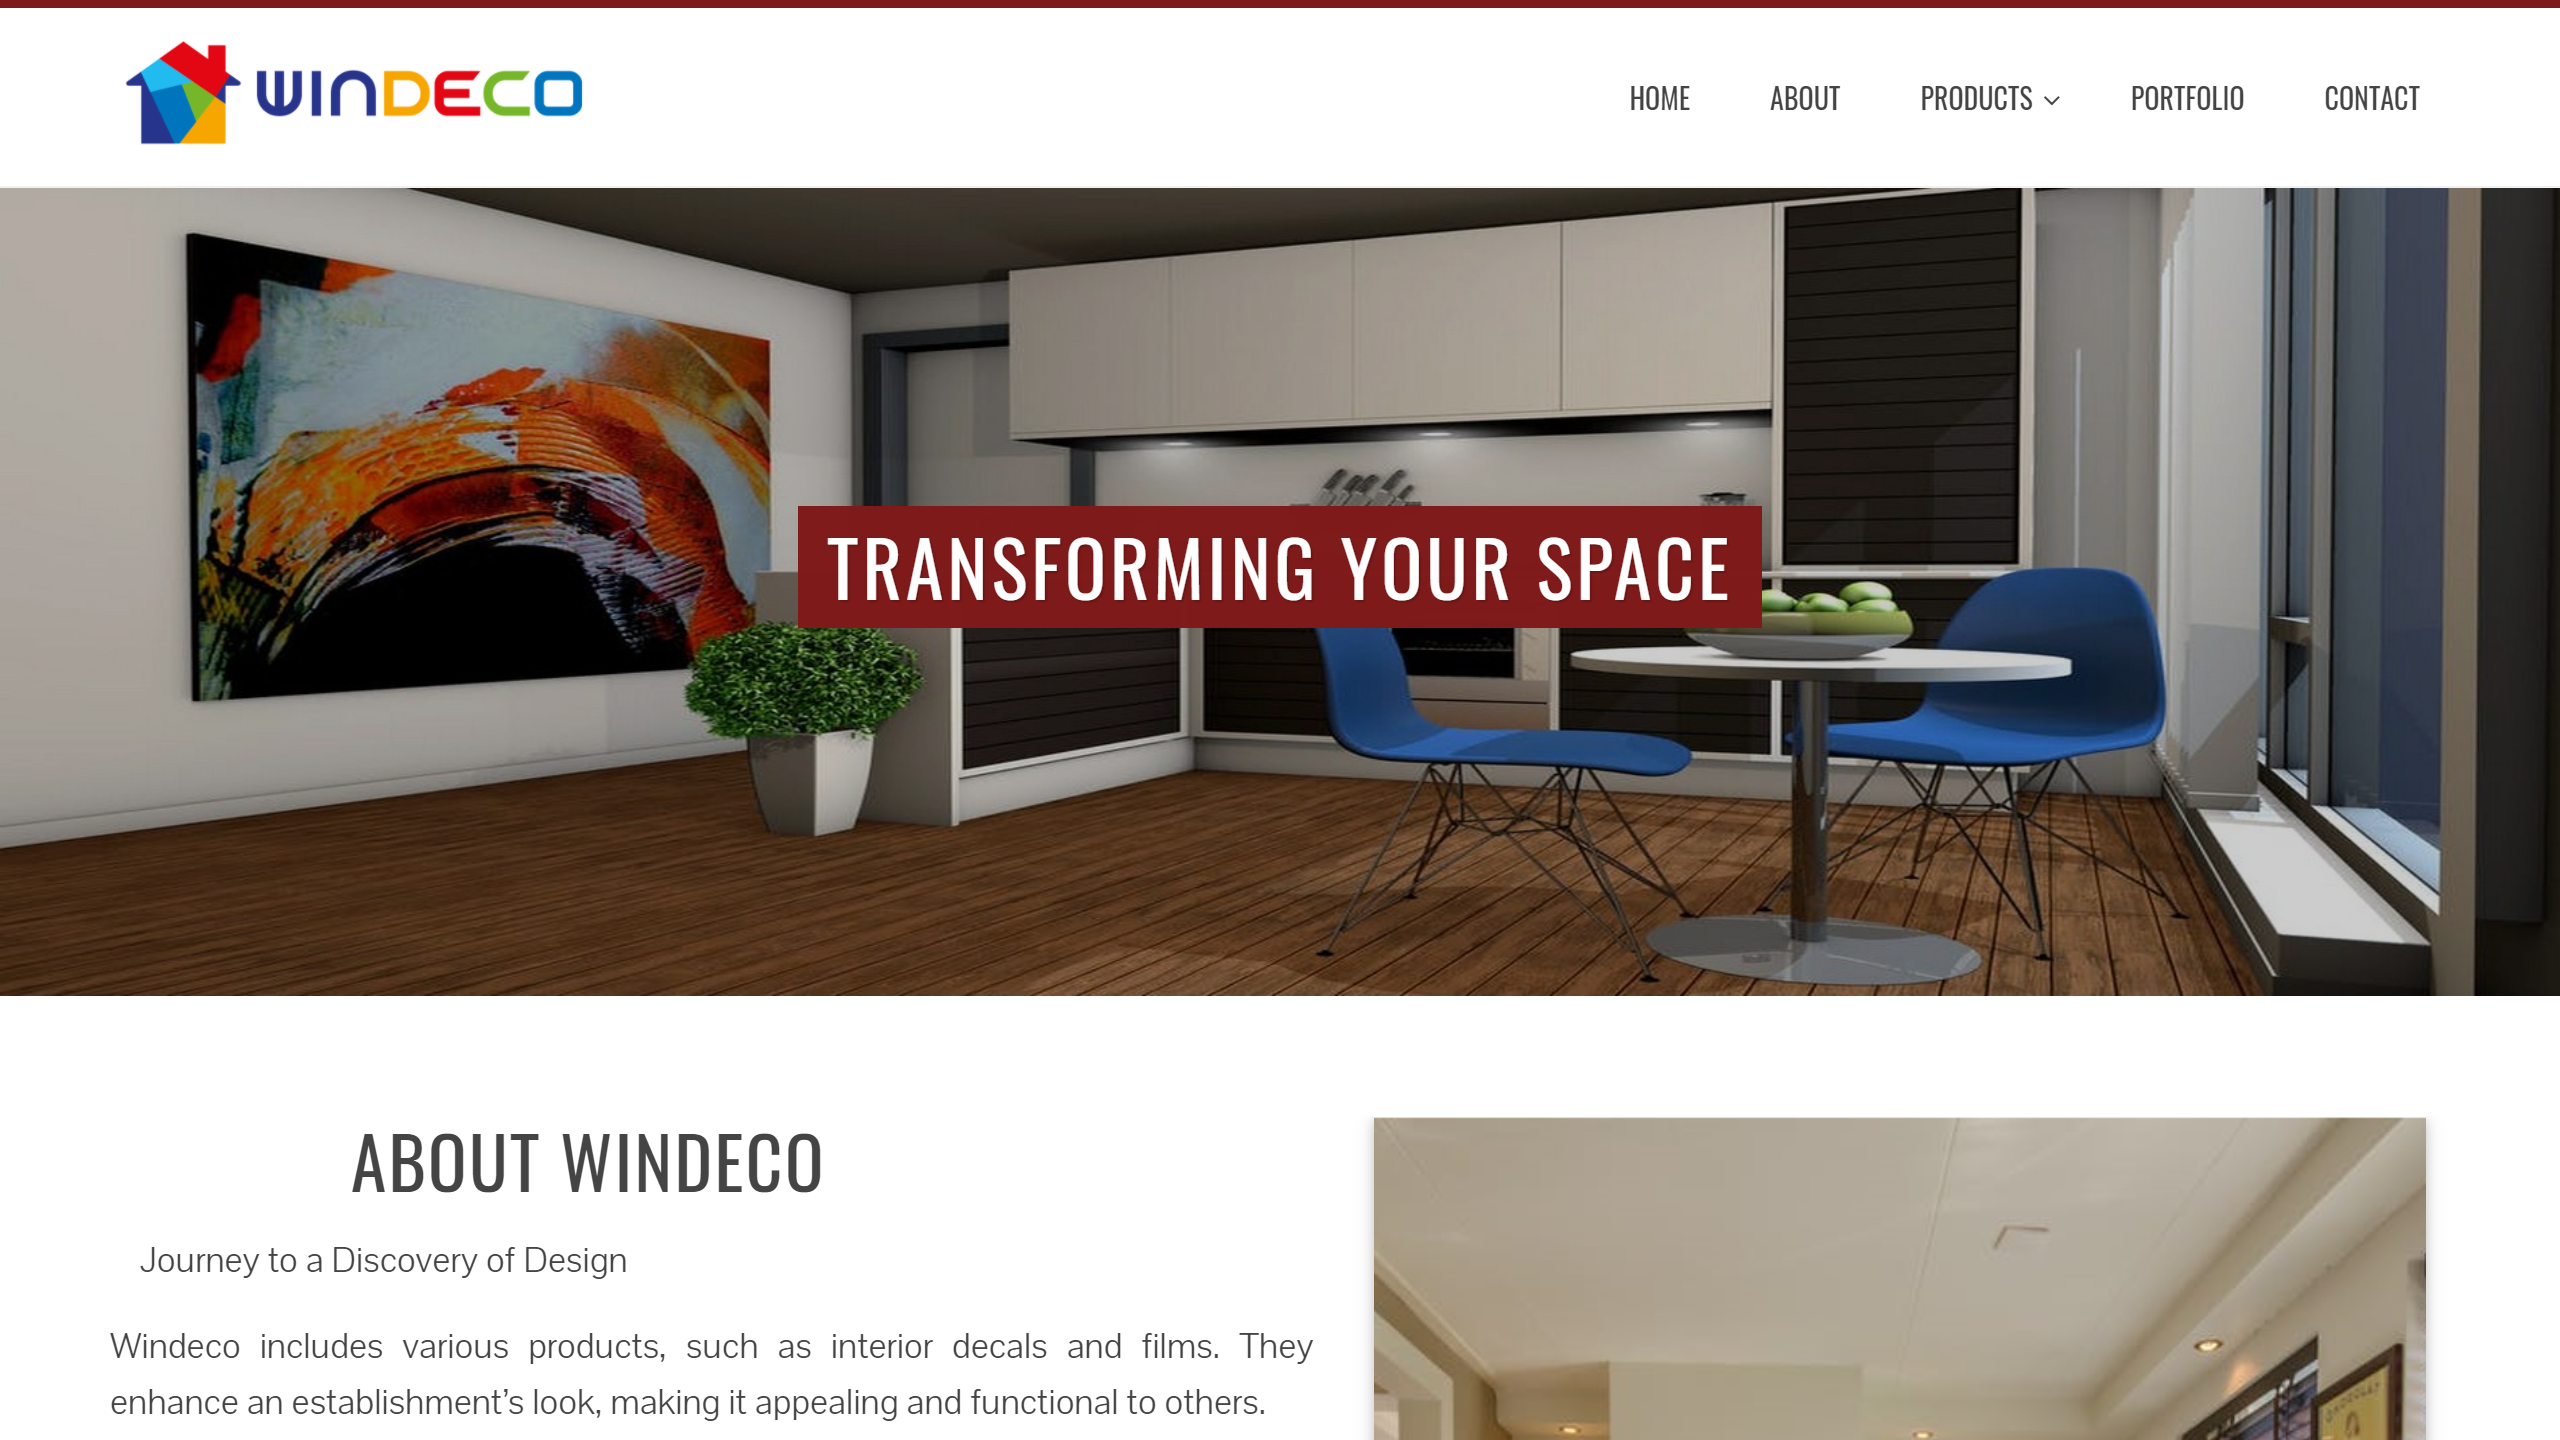 WINDECO
HOME ABOUT PRODUCTS PORTFOLIO CONTACT
TRANSFORMING YOUR SPACE
ABOUT WINDECO
Journey to a Discovery of Design
Windeco includes various products, such as interior decals and films. They
enhance an establishment’s look, making it appealing and functional to others.